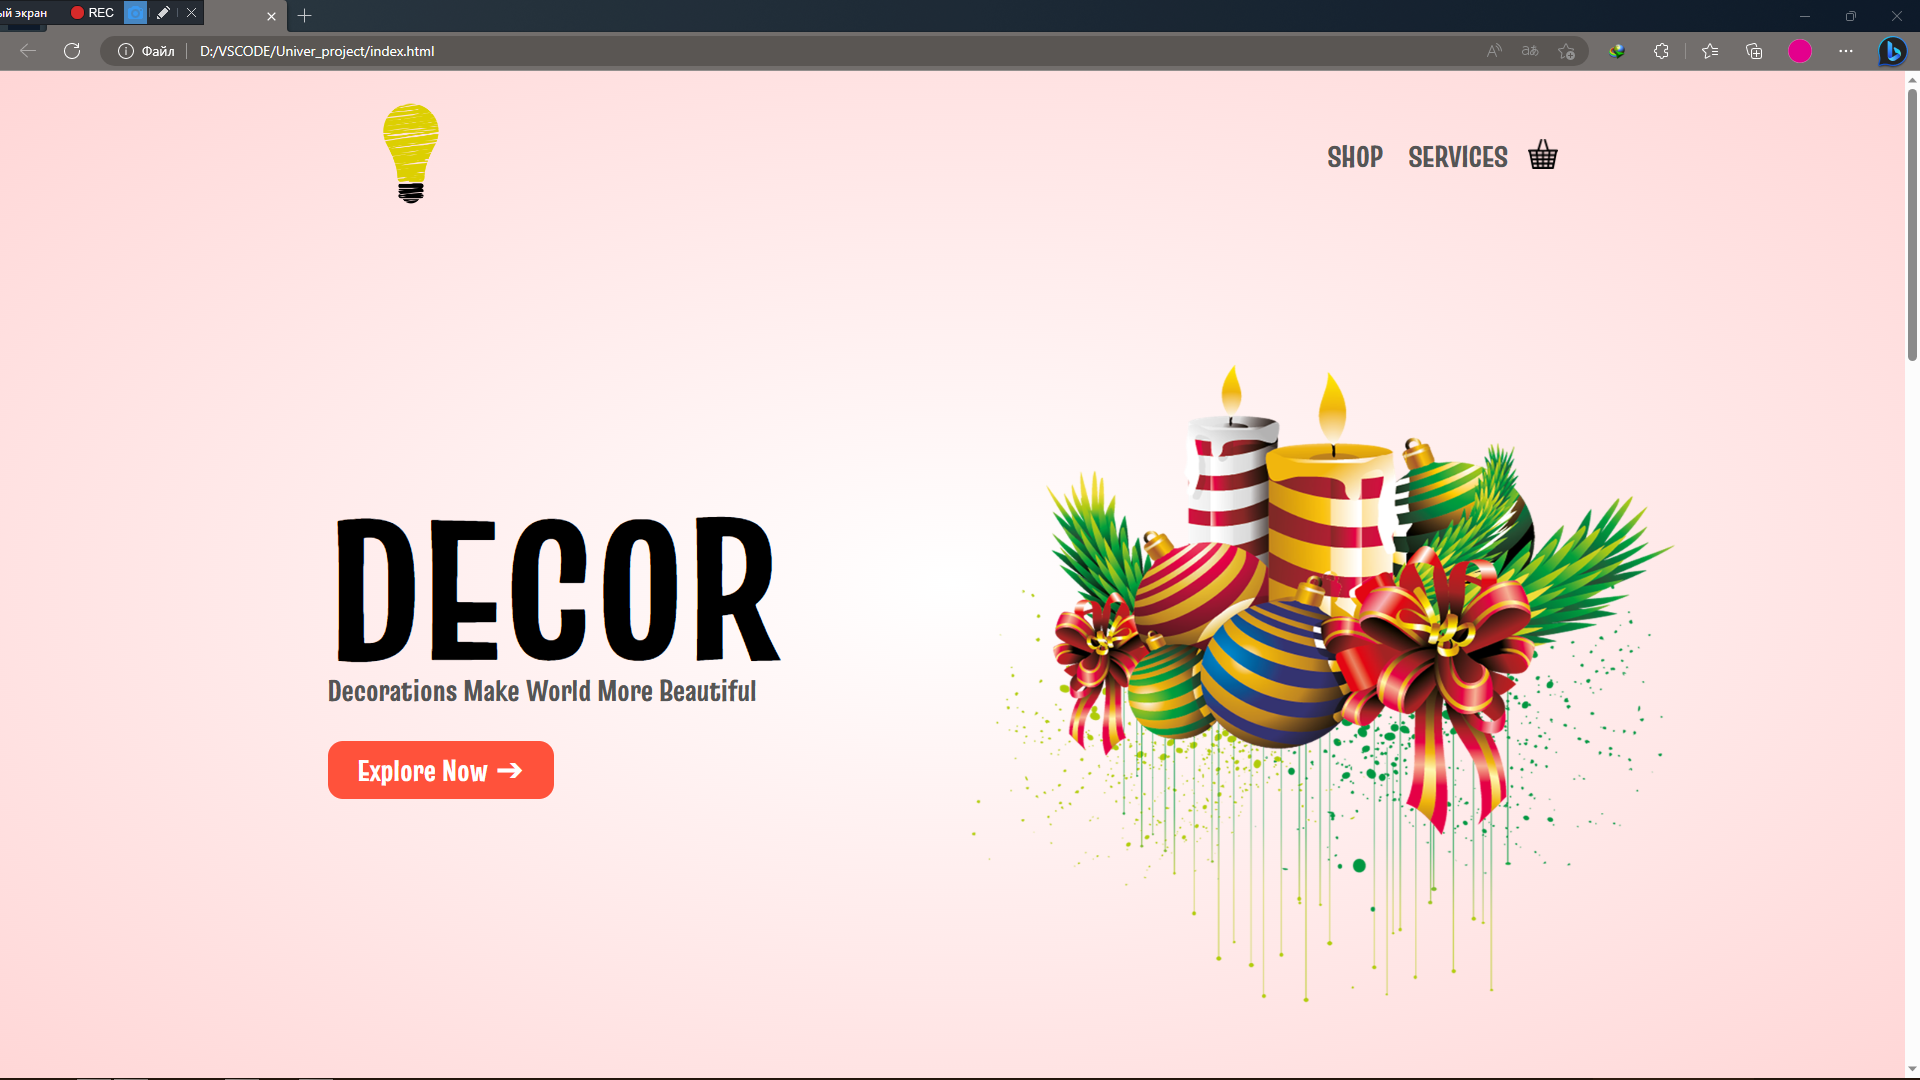 ый экран
REC
Файл
D:/VSCODE/Univer_project/index.html
SHOP SERVICES
DECOR
Decorations Make World More Beautiful
Explore Now ➔